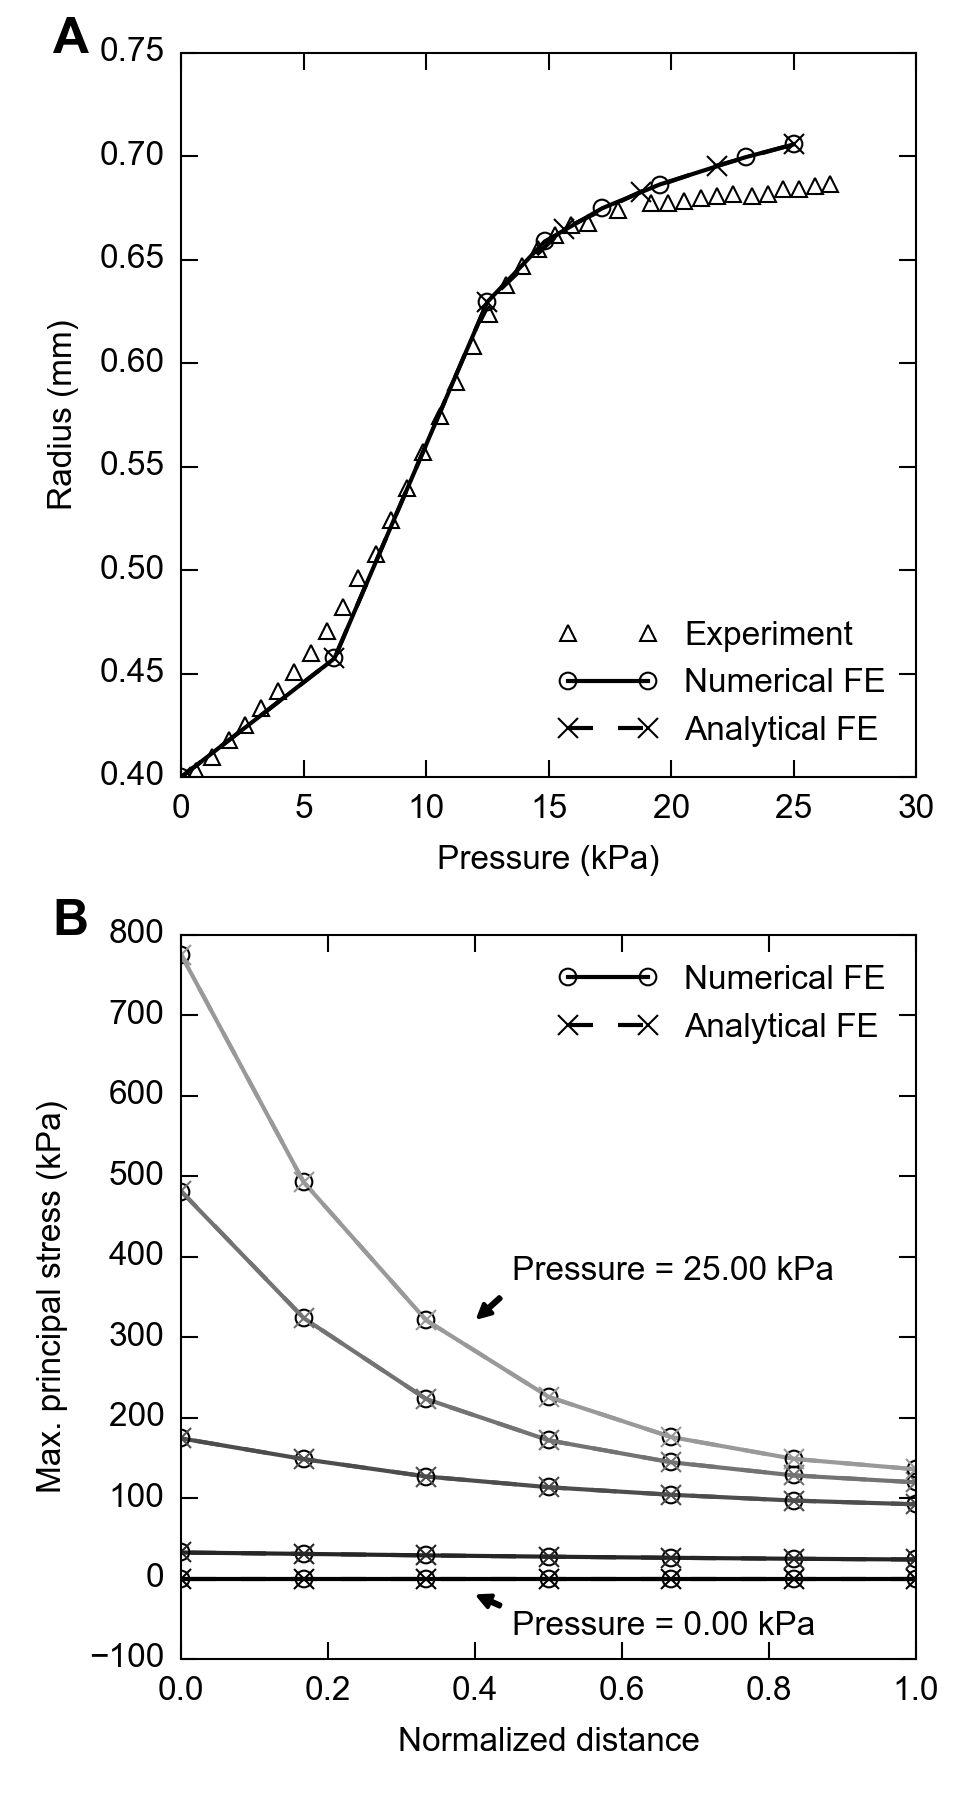 A
0.75
0.70
0.65
0.60
0.55
0.50
0.45
0.40
Radius (mm)
Experiment
Numerical FE
Analytical FE
0 5 10 15 20 25 30
Pressure (kPa)
B
800
700
600
500
400
300
200
100
0
−100
Max. principal stress (kPa)
Numerical FE
Analytical FE
Pressure = 25.00 kPa
Pressure = 0.00 kPa
0.0 0.2 0.4 0.6 0.8 1.0
Normalized distance